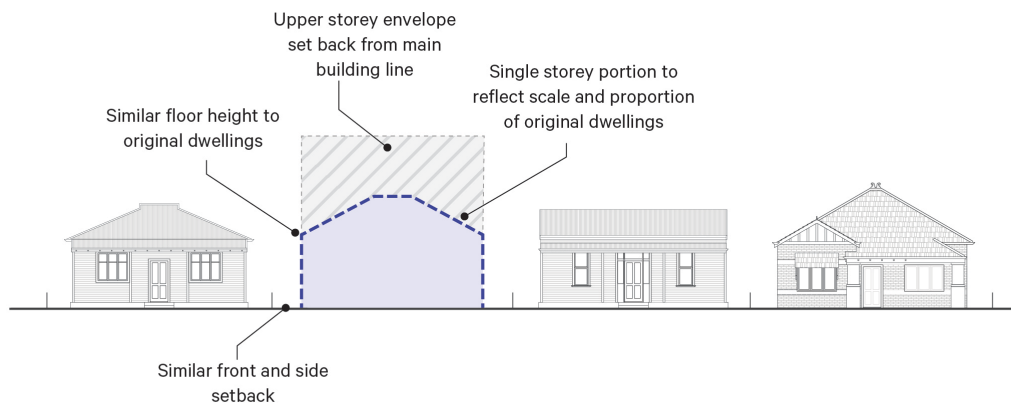 Upper storey envelope
set back from main
building line
Single storey portion to
reflect scale and proportion
of original dwellings
Similar floor height to
original dwellings
Similar front and side
setback